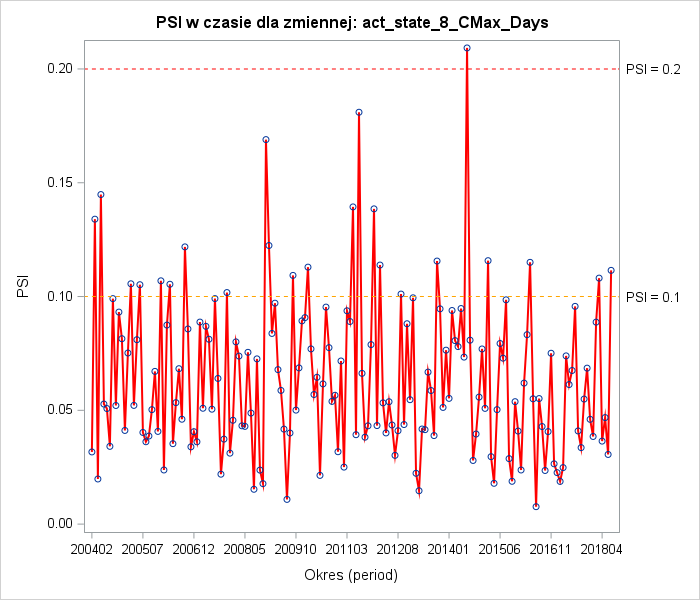 PSI w czasie dla zmiennej: act_state_8_CMax_Days
0.20
PSI = 0.2
0.15
PSI
0.10
PSI = 0.1
0.05
0.00
200402 200507 200612 200805 200910 201103 201208 201401 201506 201611 201804
Okres (period)